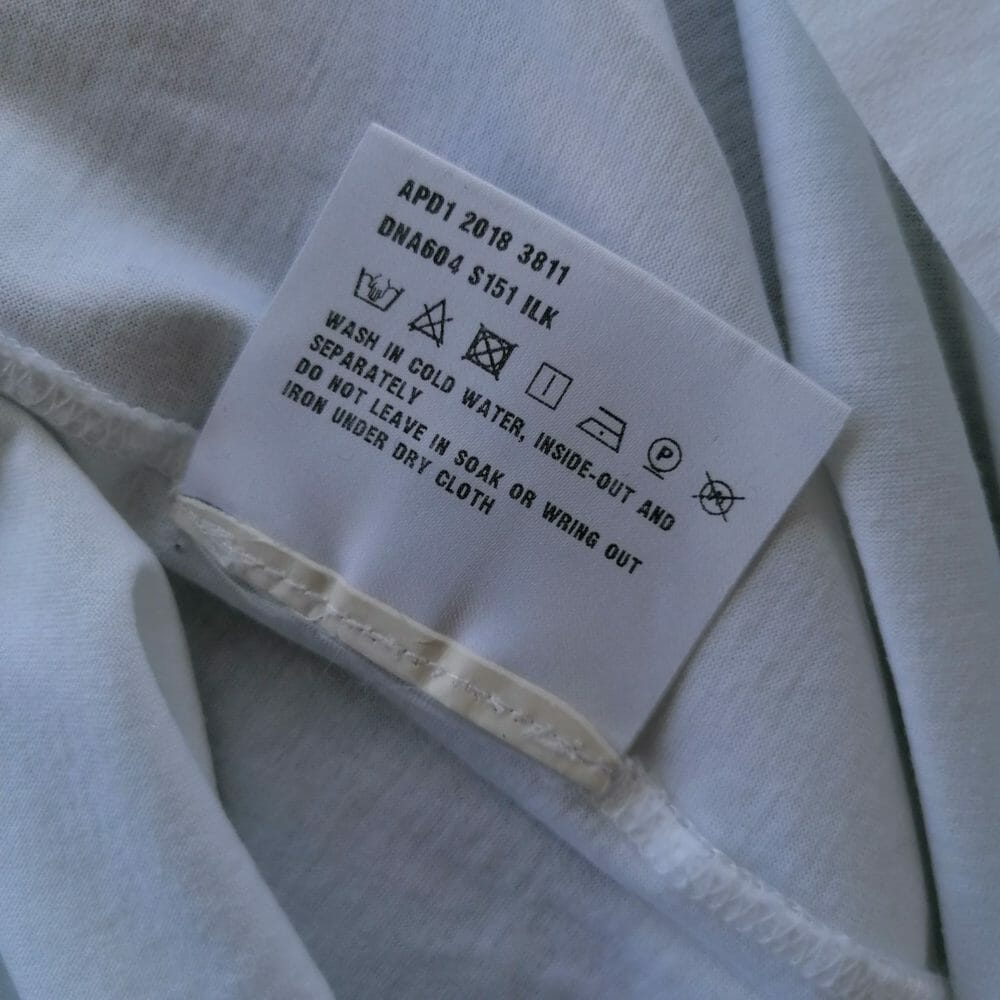 APD1 2018 3811
DNA604 S151 ILK
P W
WASH IN COLD WATER, INSIDE-OUT AND
SEPARATELY
DO NOT LEAVE IN SOAK OR WRING OUT
IRON UNDER DRY CLOTH